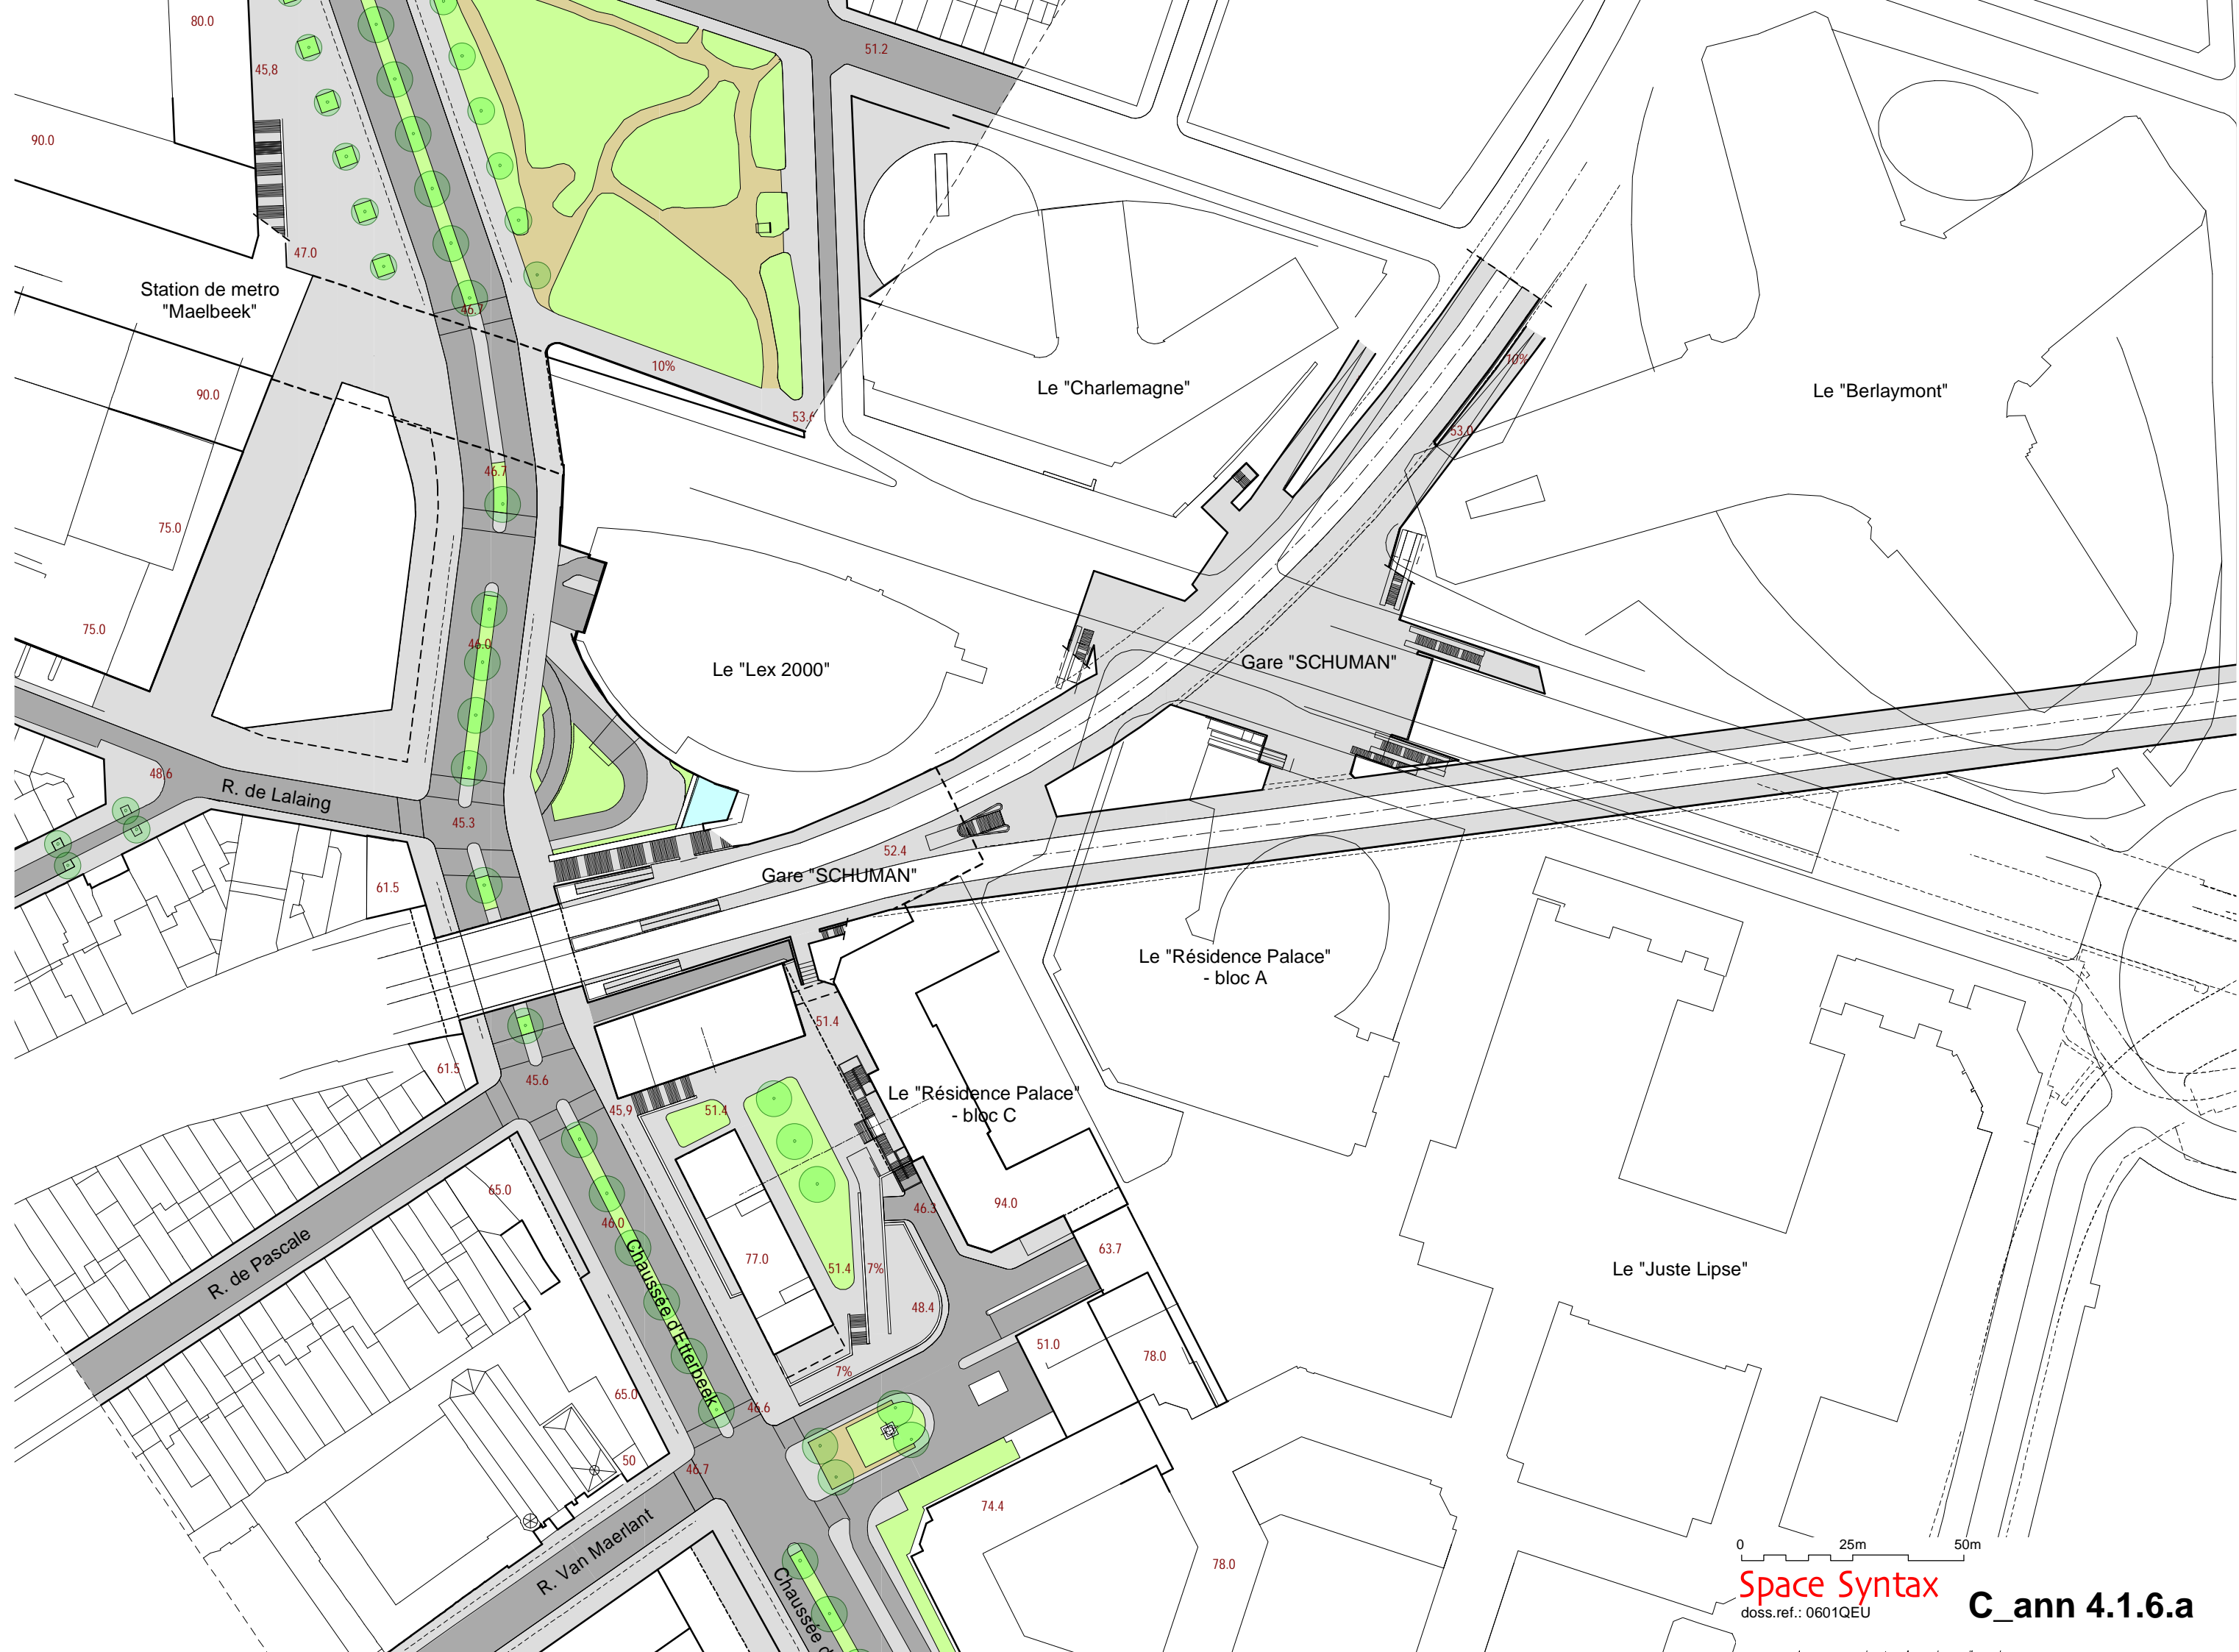 80.0
51.2
45,8
90.0
47.0
Station de metro
"Maelbeek"
46.7
10%
10%
Le "Charlemagne"
Le "Berlaymont"
90.0
53.0
46.7
75.0
75.0
46.0
Le "Lex 2000"
Gare "SCHUMAN"
48.6
R. de Lalaing
45.3
52.4
Gare "SCHUMAN"
61.5
Le "Résidence Palace"
- bloc A
51.4
61.5
45.6
45,9
51.4
Le "Résidence Palace"
- bloc C
65.0
46.0
46.3
94.0
R. de Pascale
Chaussée d'Etterbeek
77.0
51.4
7%
63.7
Le "Juste Lipse"
48.4
51.0
78.0
7%
65.0
46.6
50
46.7
74.4
R. Van Maerlant
78.0
Chaussée d
0 25m 50m
Space Syntax
doss.ref.: 0601QEU
C_ann 4.1.6.a